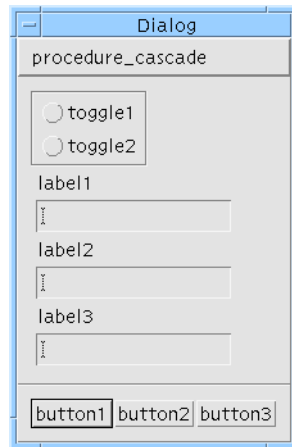 Dialog
procedure_cascade
toggle1
toggle2
label1
label2
label3
button1 button2 button3